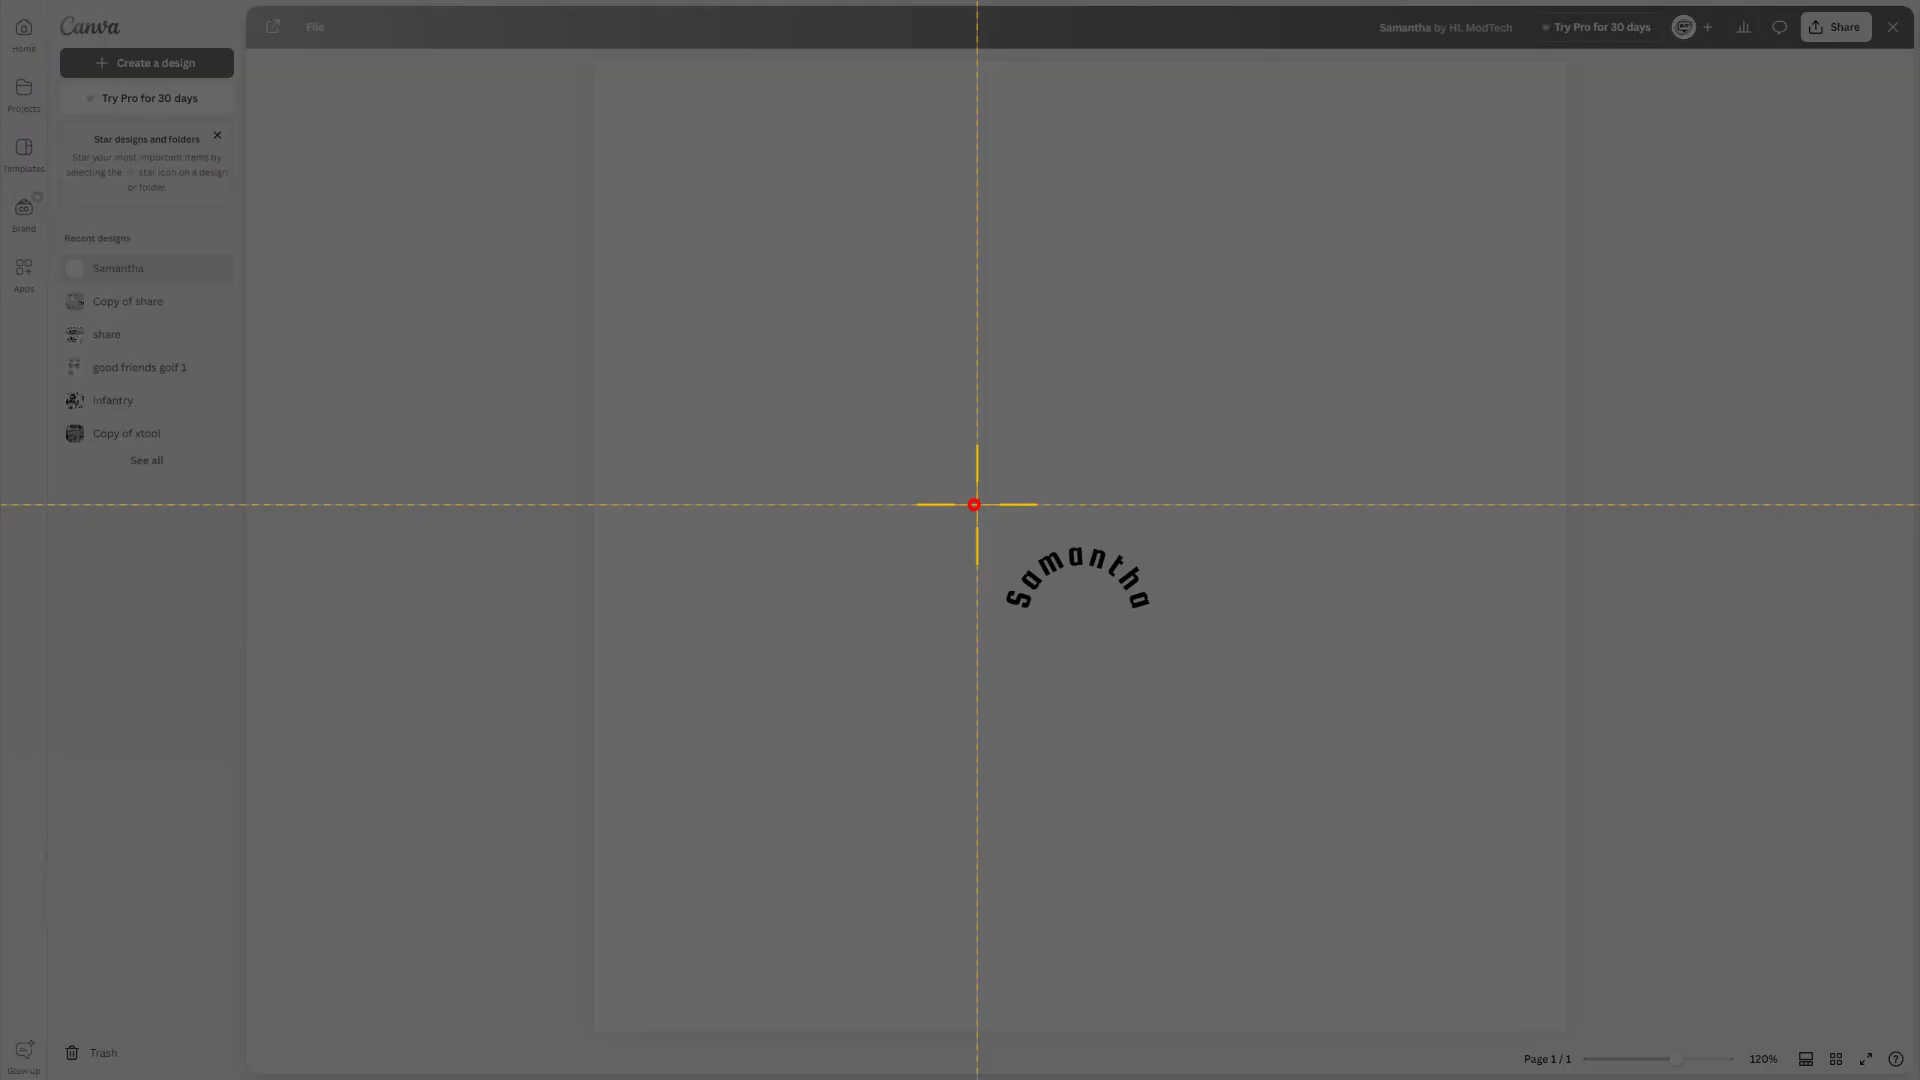 Canva
File
Samantha by HL ModTech
Try Pro for 30 days
Share
Home
Create a design
Try Pro for 30 days
Projects
Star designs and folders
Star your most important items by
selecting the star icon on a design
or folder.
Templates
Brand
Recent designs
Samantha
Apps
Copy of share
share
good friends golf 1
infantry
Copy of xtool
See all
Samantha
Trash
Glow up
Page 1 / 1
120%